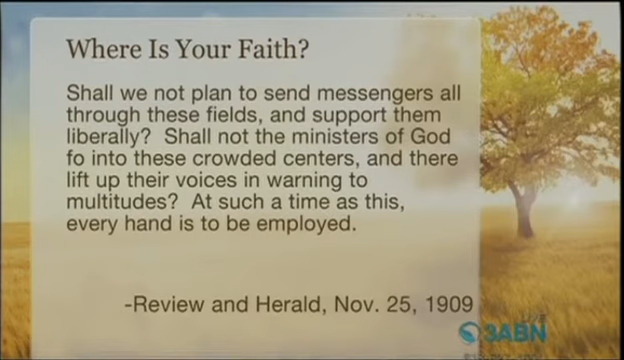 Where Is Your Faith?
Shall we not plan to send messengers all
through these fields, and support them
liberally?  Shall not the ministers of God
fo into these crowded centers, and there
lift up their voices in warning to
multitudes?  At such a time as this,
every hand is to be employed.
-Review and Herald, Nov. 25, 1909
3ABN